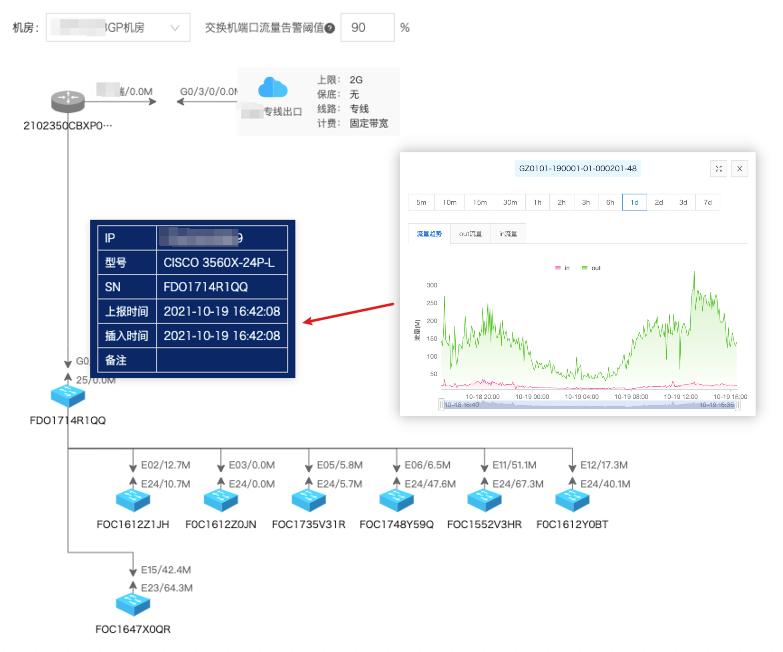 机房： GP机房 交换机端口流量告警阈值 90 %
/0.0M G0/3/0/0.0M
专线出口
上限： 2G
保底： 无
线路： 专线
计费： 固定带宽
2102350CBXP0…
GZ0101-190001-01-000201-48
5m 10m 15m 30m 1h 2h 3h 6h 1d 2d 3d 7d
流量趋势 out流量 in流量
in out
流量(M)
300
250
200
150
100
50
10-18 20:00 10-19 00:00 10-19 04:00 10-19 08:00 10-19 12:00 10-19 16:00
10-18 16:40 10-19 16:35
IP 9
型号 CISCO 3560X-24P-L
SN FDO1714R1QQ
上报时间 2021-10-19 16:42:08
插入时间 2021-10-19 16:42:08
备注
G0
25/0.0M
FDO1714R1QQ
E02/12.7M E03/0.0M E05/5.8M E06/6.5M E11/51.1M E12/17.3M
E24/10.7M E24/0.0M E24/5.7M E24/47.6M E24/67.3M E24/40.1M
FOC1612Z1JH FOC1612Z0JN FOC1735V31R FOC1748Y59Q FOC1552V3HR FOC1612Y0BT
E15/42.4M
E23/64.3M
FOC1647X0QR